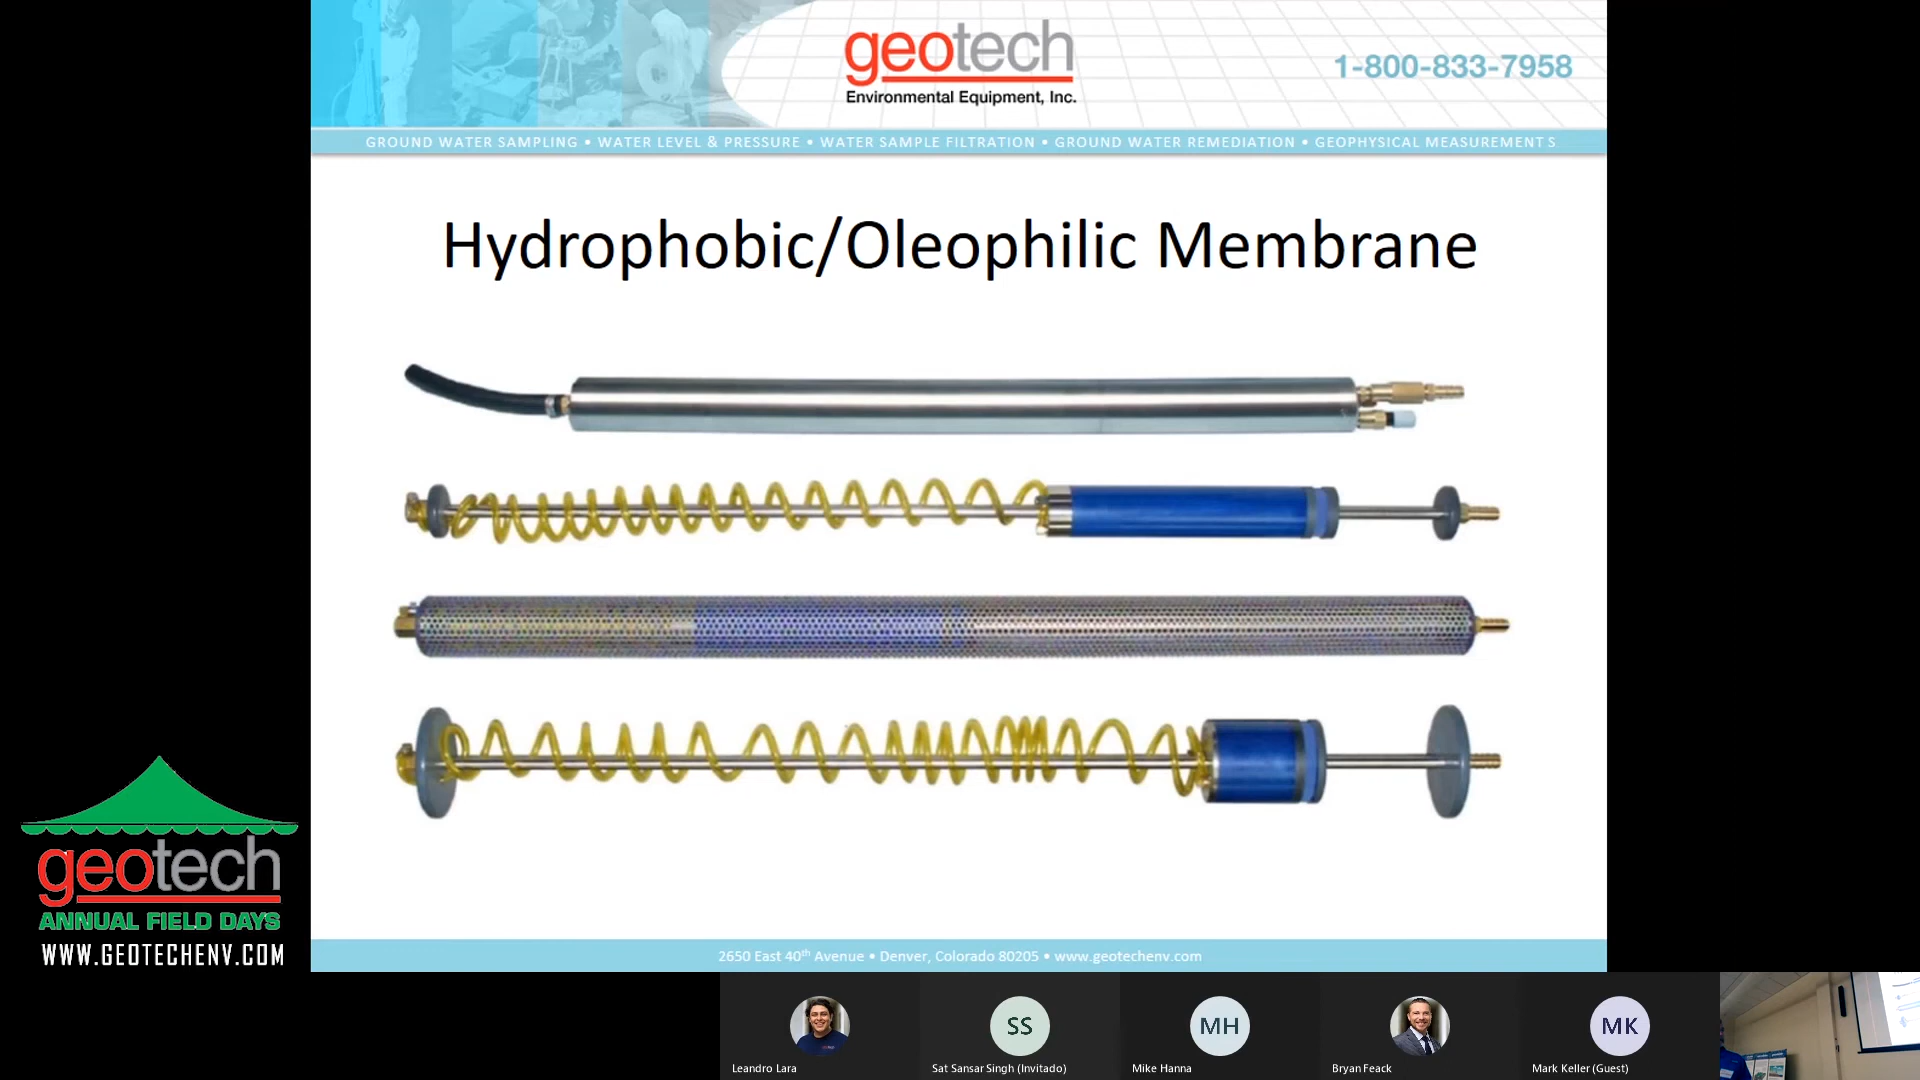 geotech
Environmental Equipment, Inc.
1-800-833-7958
GROUND WATER SAMPLING • WATER LEVEL & PRESSURE • WATER SAMPLE FILTRATION • GROUND WATER REMEDIATION • GEOPHYSICAL MEASUREMENTS
Hydrophobic/Oleophilic Membrane
geotech
ANNUAL FIELD DAYS
WWW.GEOTECHENV.COM
2650 East 40th Avenue • Denver, Colorado 80205 • www.geotechenv.com
SS
MH
MK
Leandro Lara
Sat Sansar Singh (Invitado)
Mike Hanna
Bryan Feack
Mark Keller (Guest)